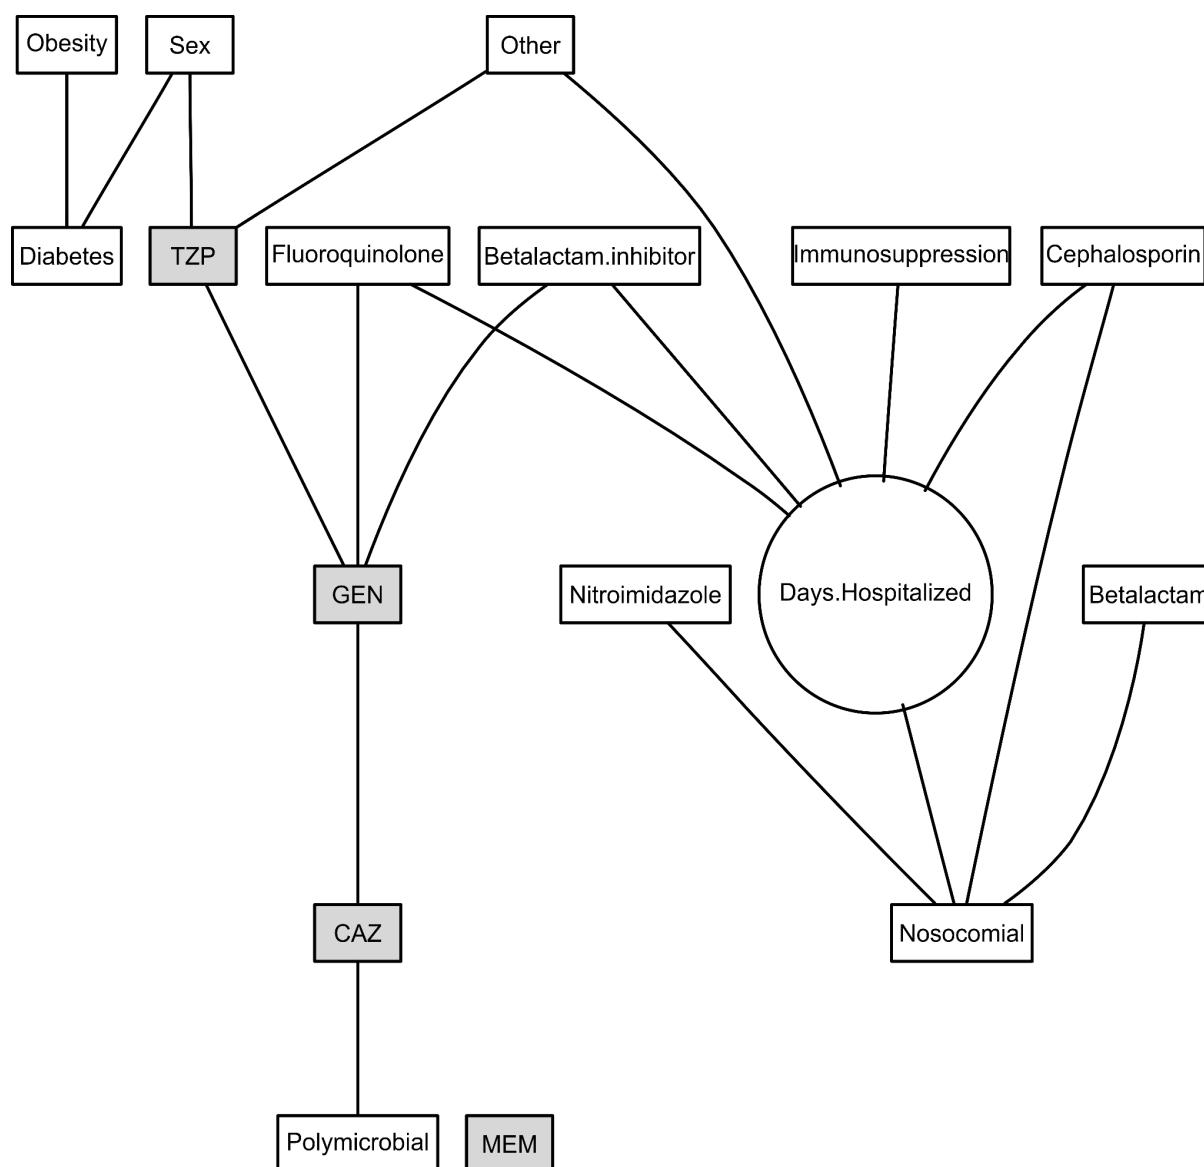 Obesity
Sex
Other
Diabetes
TZP
Fluoroquinolone
Betalactam.inhibitor
Immunosuppression
Cephalosporin
GEN
Nitroimidazole
Days.Hospitalized
Betalactam
CAZ
Nosocomial
Polymicrobial
MEM